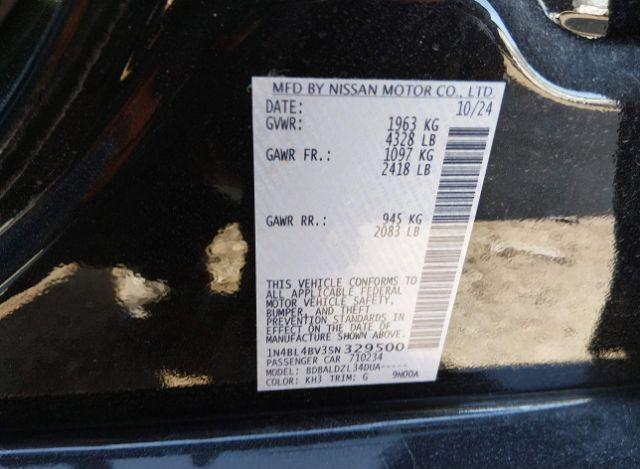 MFD BY NISSAN MOTOR CO., LTD.
DATE: 10/24
GVWR: 1963 KG
4328 LB
GAWR FR.: 1097 KG
2418 LB
GAWR RR.: 945 KG
2083 LB
THIS VEHICLE CONFORMS TO
ALL APPLICABLE FEDERAL
MOTOR VEHICLE SAFETY,
BUMPER, AND THEFT
PREVENTION STANDARDS IN
EFFECT ON THE DATE OF
MANUFACTURE SHOWN ABOVE.
1N4BL4BV3SN329500
PASSENGER CAR 710234
MODEL: BDBALDZL34DUA-----
COLOR: KH3 TRIM: G 9N00A